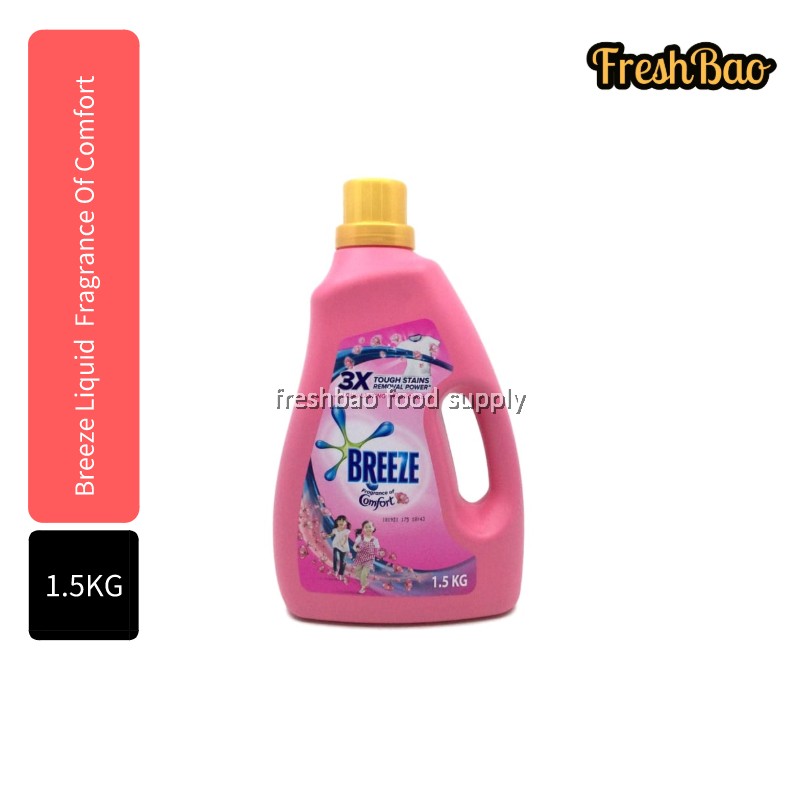 FreshBao
Breeze Liquid Fragrance Of Comfort
1.5KG
3X TOUGH STAINS
REMOVAL POWER*
freshbao food supply
BREEZE
Fragrance of
Comfort
1.5 KG